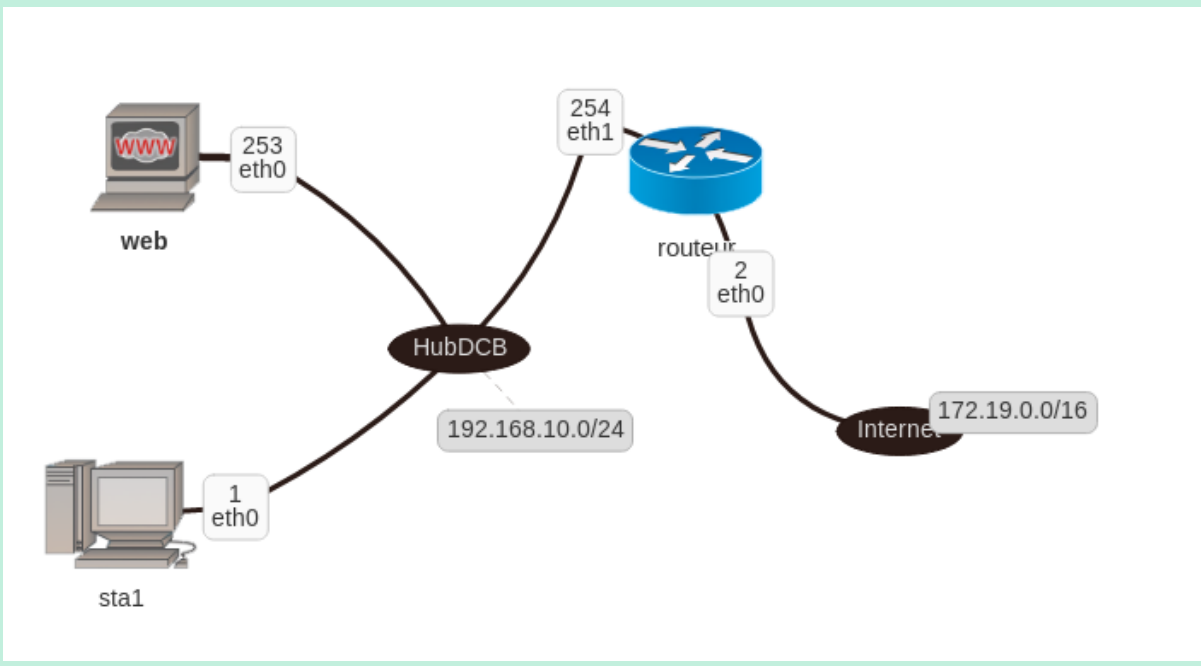 254
eth1
WWW
253
eth0
web
routeur
2
eth0
HubDCB
192.168.10.0/24
172.19.0.0/16
Internet
1
eth0
sta1